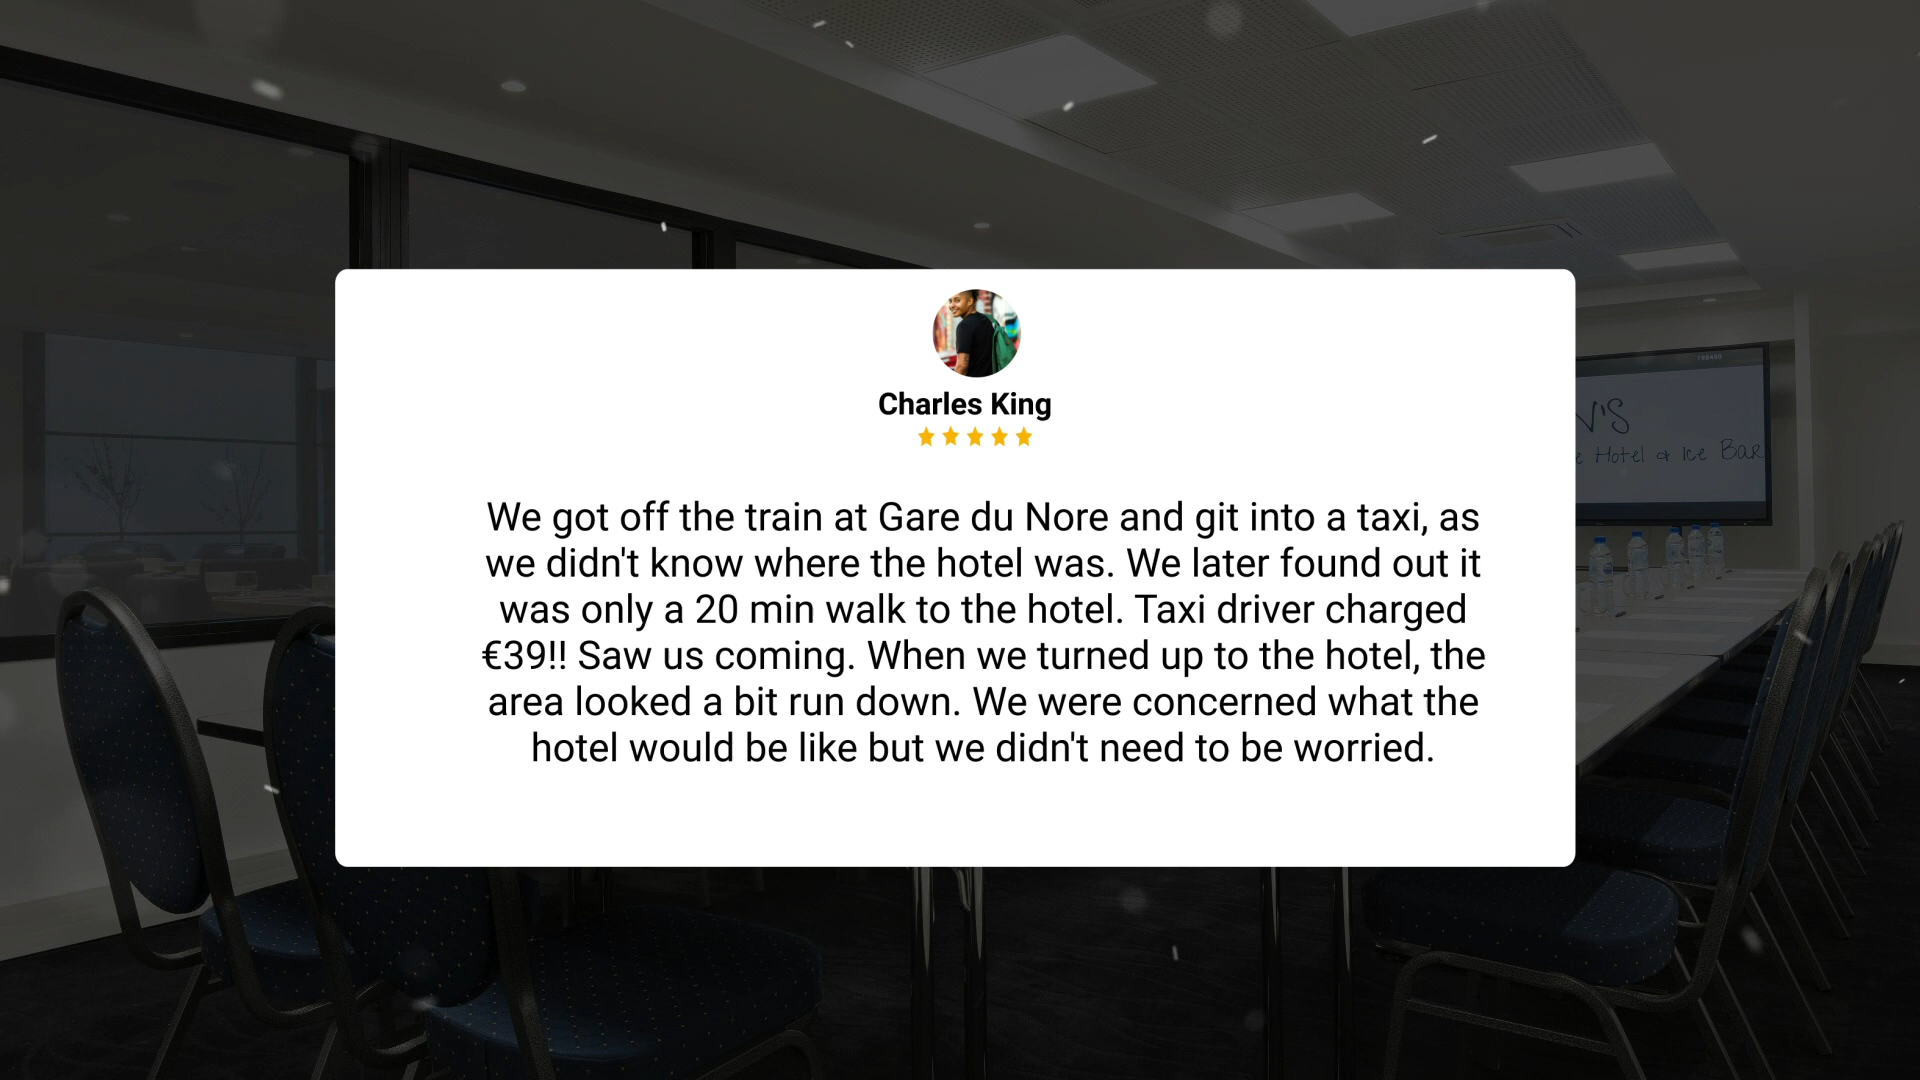 Charles King
We got off the train at Gare du Nore and git into a taxi, as
we didn't know where the hotel was. We later found out it
was only a 20 min walk to the hotel. Taxi driver charged
€39!! Saw us coming. When we turned up to the hotel, the
area looked a bit run down. We were concerned what the
hotel would be like but we didn't need to be worried.
V'S
Hotel & Ice Bar